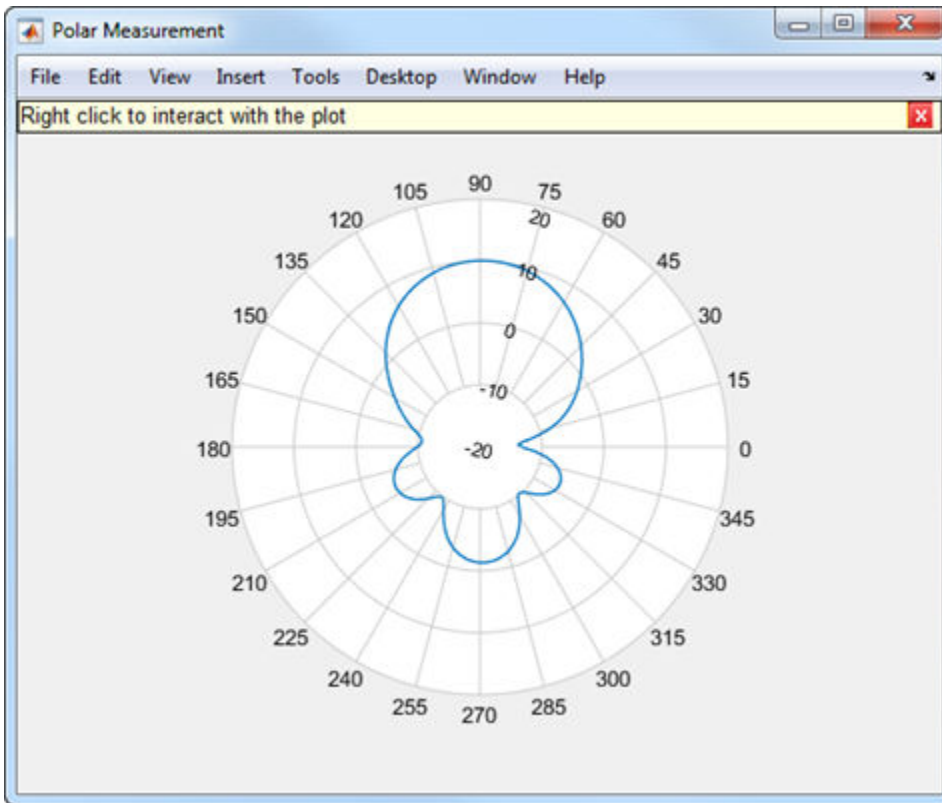 Polar Measurement
File Edit View Insert Tools Desktop Window Help
Right click to interact with the plot
90
105 75
120 20 60
135 45
10
150 30
0
165 15
-10
180 -20 0
195 345
210 330
225 315
240 300
255 285
270